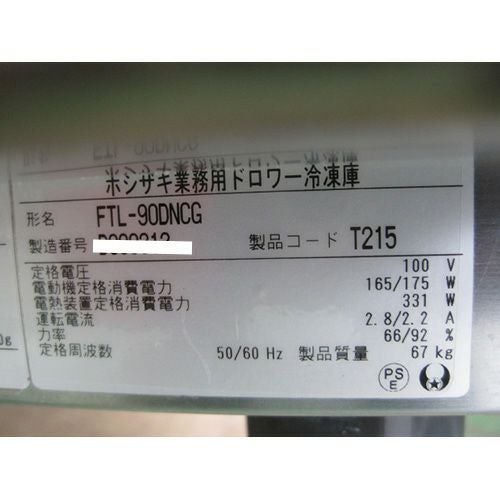 ホシザキ業務用ドロワー冷凍庫
形名 FTL-90DNCG
製造番号 製品コード T215
定格電圧 100 V
電動機定格消費電力 165/175 W
電熱装置定格消費電力 331 W
運転電流 2.8/2.2 A
力率 66/92 %
定格周波数 50/60 Hz 製品質量 67 kg
PS
E